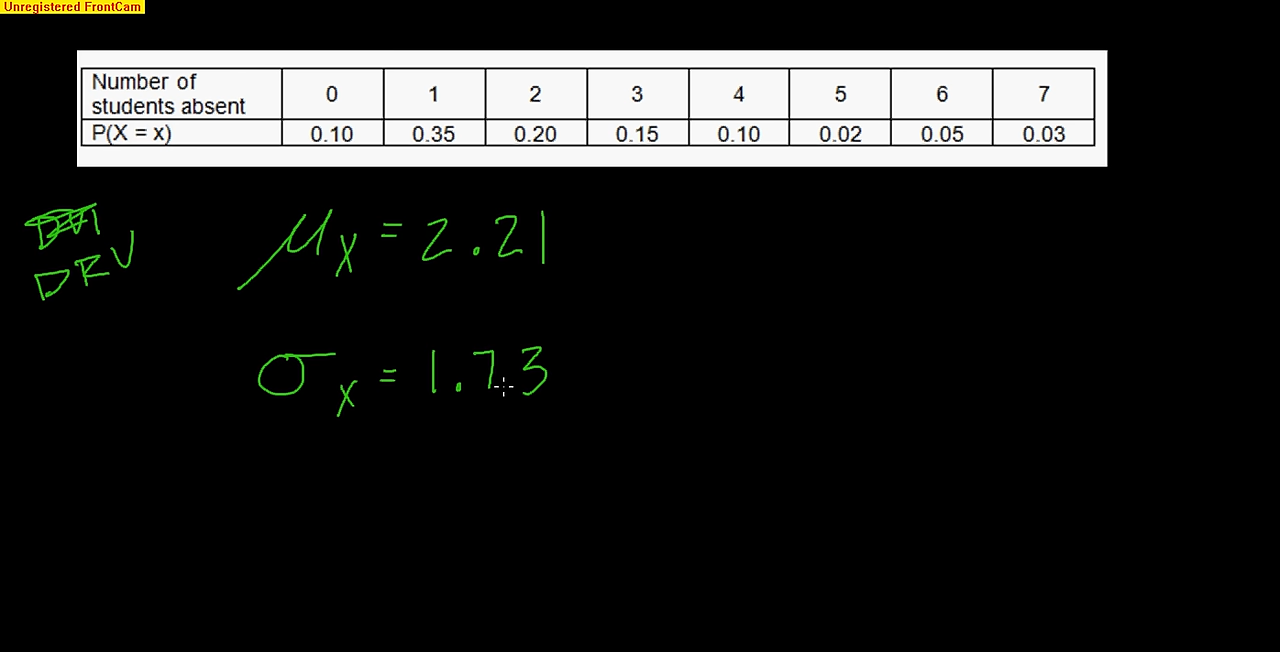 Unregistered FrontCam
Number of students absent 0 1 2 3 4 5 6 7
P(X = x) 0.10 0.35 0.20 0.15 0.10 0.02 0.05 0.03
DRV
μx = 2.21
σx = 1.73